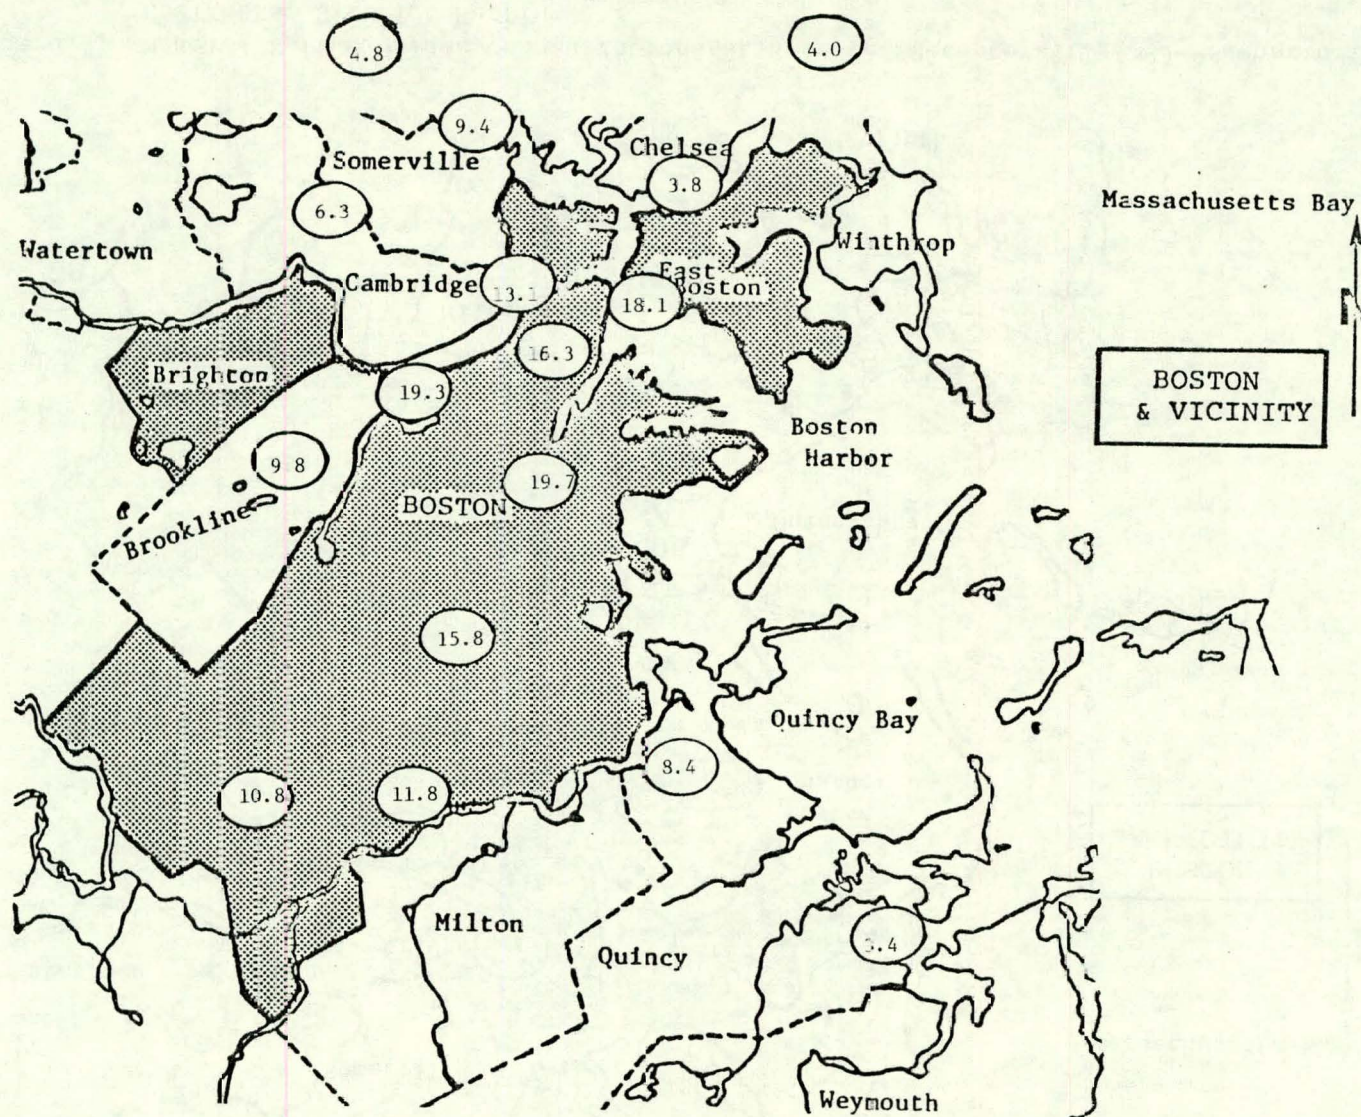 4.8
4.0
9.4
Somerville
Chelsea
3.8
6.3
Massachusetts Bay
Watertown
Winthrop
Cambridge
13.1
East
Boston
18.1
N
16.3
Brighton
19.3
BOSTON
& VICINITY
Boston
Harbor
9.8
19.7
BOSTON
Brookline
15.8
Quincy Bay
8.4
10.8
11.8
Milton
Quincy
Weymouth